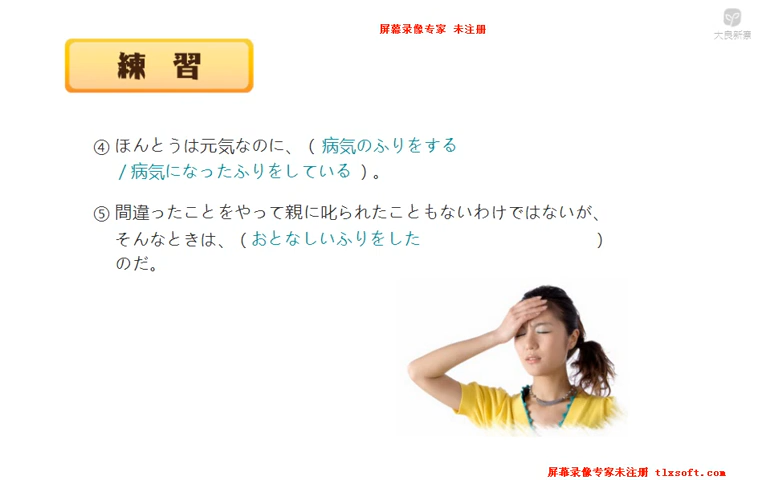 屏幕录像专家 未注册
大良新景
練習
④ ほんとうは元気なのに、（病気のふりをする
/病気になったふりをしている）。
⑤ 間違ったことをやって親に叱られたこともないわけではないが、
そんなときは、（おとなしいふりをした　　　　　）
のだ。
屏幕录像专家未注册 tlxsoft.com